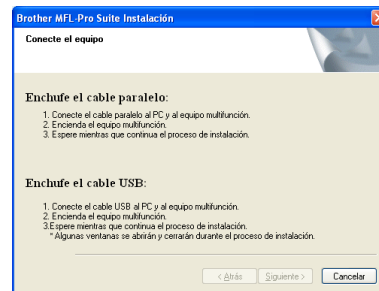 Brother MFL-Pro Suite Instalación
Conecte el equipo
Enchufe el cable paralelo:
1. Conecte el cable paralelo al PC y al equipo multifunción.
2. Encienda el equipo multifunción.
3. Espere mientras que continua el proceso de instalación.
Enchufe el cable USB:
1. Conecte el cable USB al PC y al equipo multifunción.
2. Encienda el equipo multifunción.
3.Espere mientras que continua el proceso de instalación.
* Algunas ventanas se abrirán y cerrarán durante el proceso de instalación.
< Atrás
Siguiente >
Cancelar